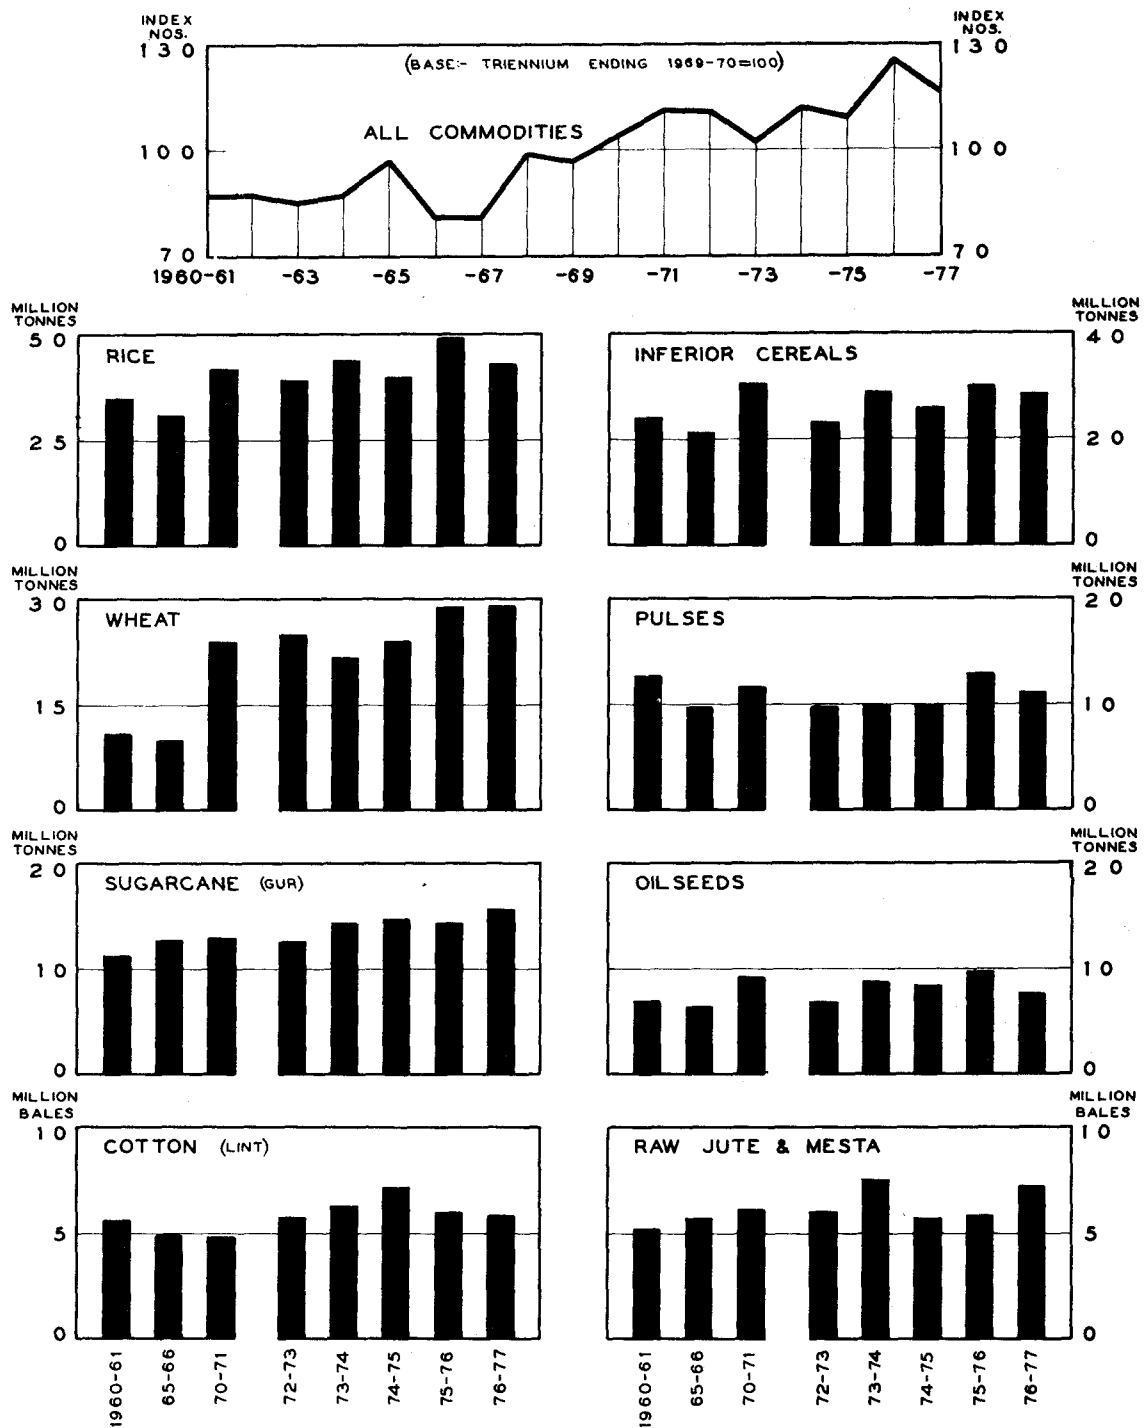 INDEX NOS.
INDEX NOS.
130
130
(BASE:- TRIENNIUM ENDING 1969-70=100)
ALL COMMODITIES
100
100
70
70
1960-61 -63 -65 -67 -69 -71 -73 -75 -77
MILLION TONNES
MILLION TONNES
50
RICE
25
0
INFERIOR CEREALS
40
20
0
MILLION TONNES
MILLION TONNES
30
WHEAT
15
0
PULSES
20
10
0
MILLION TONNES
MILLION TONNES
20
SUGARCANE (GUR)
10
0
OILSEEDS
20
10
0
MILLION BALES
MILLION BALES
10
COTTON (LINT)
5
0
RAW JUTE & MESTA
10
5
0
1960-61 65-66 70-71 72-73 73-74 74-75 75-76 76-77
1960-61 65-66 70-71 72-73 73-74 74-75 75-76 76-77